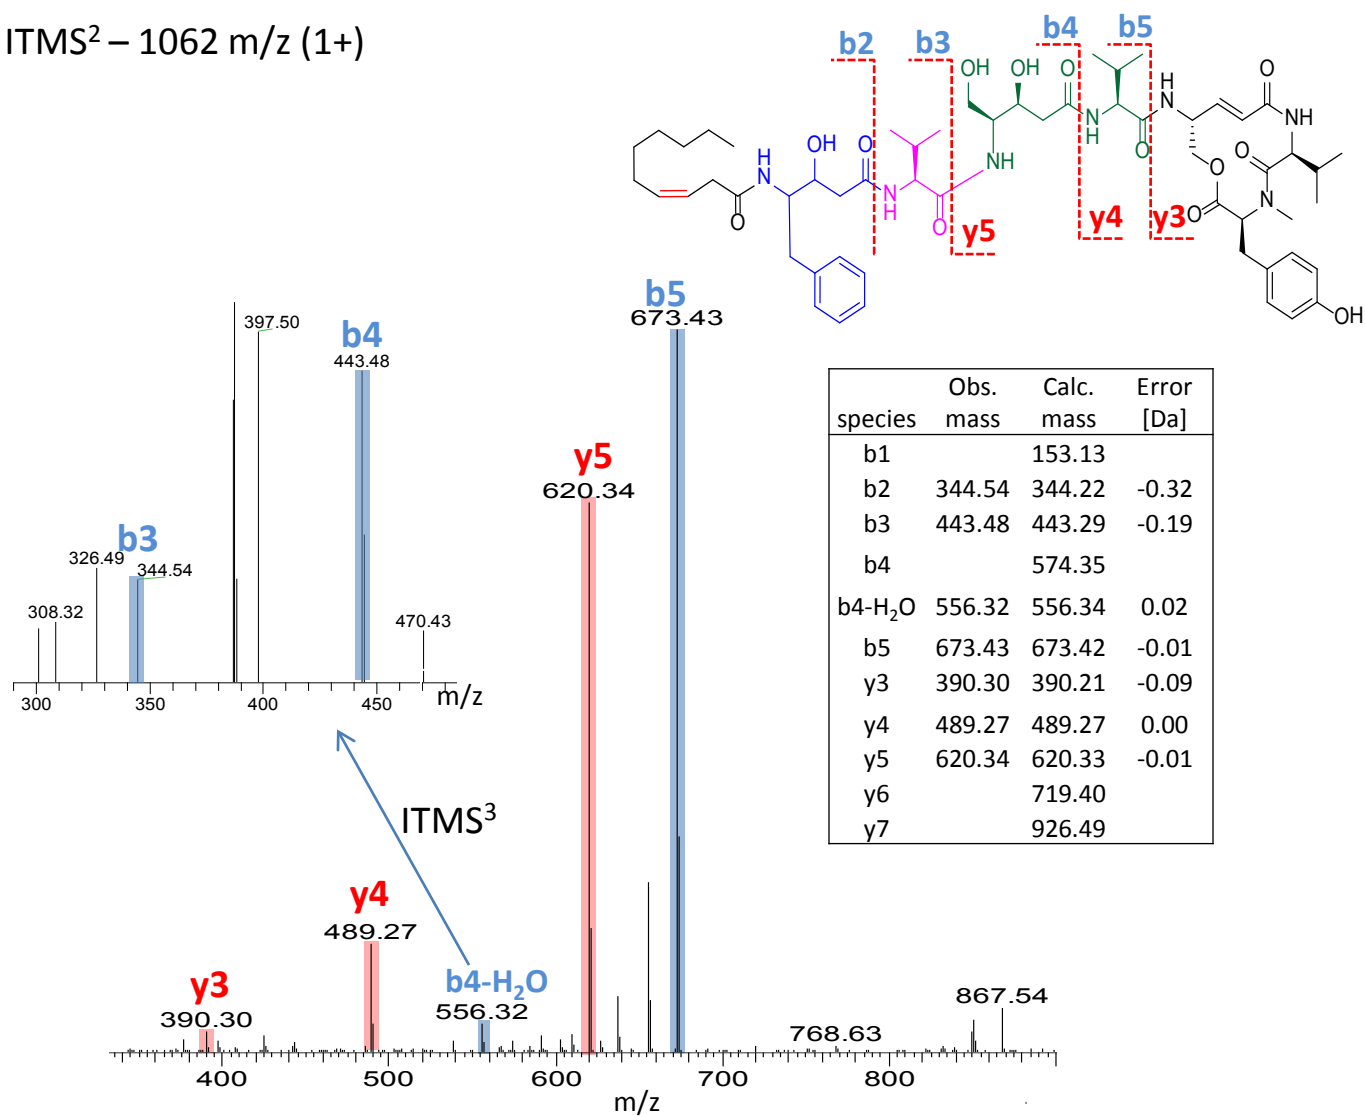 ITMS² – 1062 m/z (1+)
b2 b3 b4 b5
OH OH O H N O
N H O NH
H N OH O NH O O
O N H O O N
y5 y4 y3
OH
species Obs. mass Calc. mass Error [Da]
b1 153.13
b2 344.54 344.22 -0.32
b3 443.48 443.29 -0.19
b4 574.35
b4-H₂O 556.32 556.34 0.02
b5 673.43 673.42 -0.01
y3 390.30 390.21 -0.09
y4 489.27 489.27 0.00
y5 620.34 620.33 -0.01
y6 719.40
y7 926.49
397.50
b4
443.48
b3
326.49
344.54
308.32
470.43
300 350 400 450 m/z
ITMS³
b5
673.43
y5
620.34
y4
489.27
b4-H₂O
556.32
y3
390.30
867.54
768.63
400 500 600 700 800
m/z